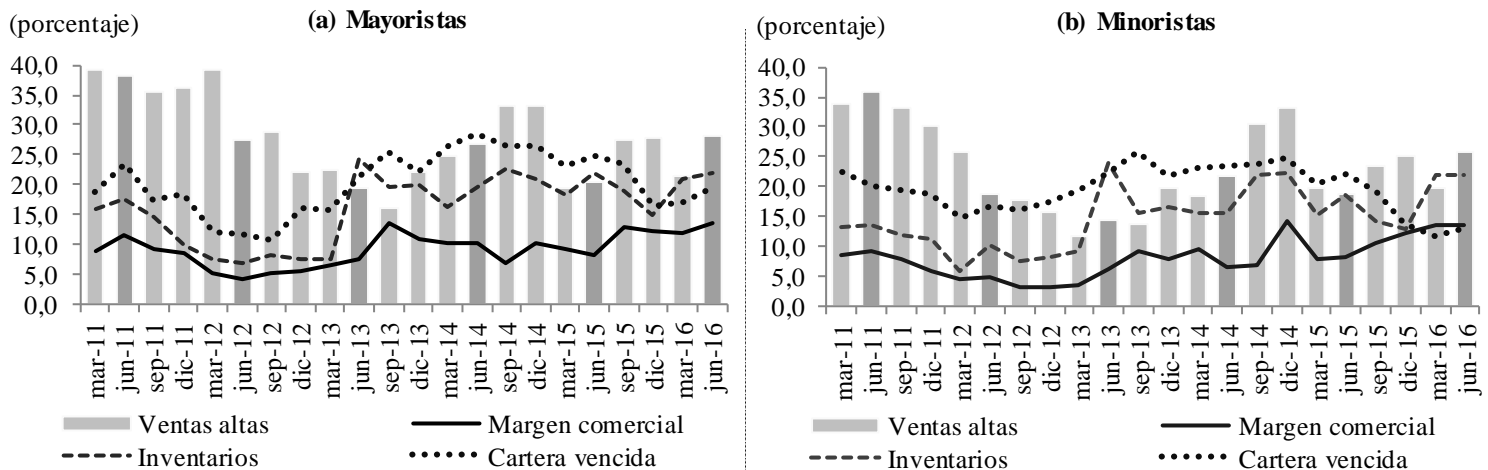 (porcentaje)
(a) Mayoristas
40,0
35,0
30,0
25,0
20,0
15,0
10,0
5,0
0,0
mar-11
jun-11
sep-11
dic-11
mar-12
jun-12
sep-12
dic-12
mar-13
jun-13
sep-13
dic-13
mar-14
jun-14
sep-14
dic-14
mar-15
jun-15
sep-15
dic-15
mar-16
jun-16
Ventas altas
Margen comercial
Inventarios
Cartera vencida
(porcentaje)
(b) Minoristas
40,0
35,0
30,0
25,0
20,0
15,0
10,0
5,0
0,0
mar-11
jun-11
sep-11
dic-11
mar-12
jun-12
sep-12
dic-12
mar-13
jun-13
sep-13
dic-13
mar-14
jun-14
sep-14
dic-14
mar-15
jun-15
sep-15
dic-15
mar-16
jun-16
Ventas altas
Margen comercial
Inventarios
Cartera vencida